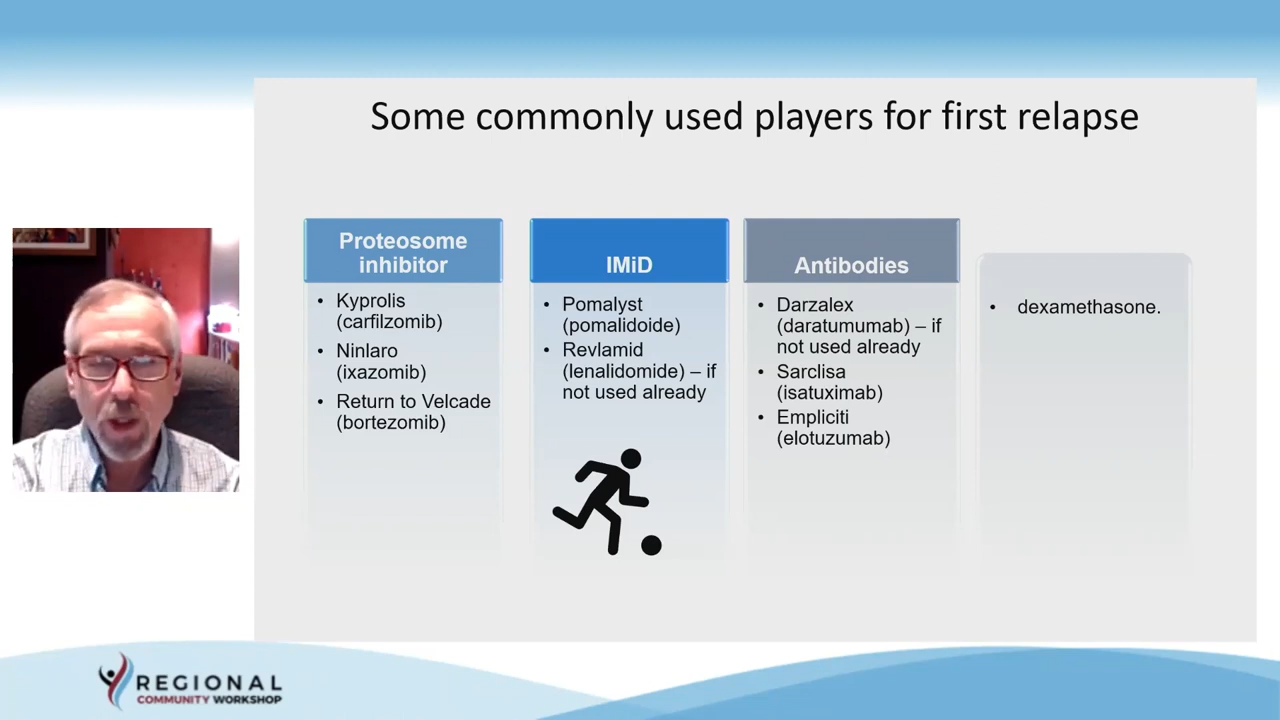 Some commonly used players for first relapse
Proteosome
inhibitor
• Kyprolis
(carfilzomib)
• Ninlaro
(ixazomib)
• Return to Velcade
(bortezomib)
IMiD
• Pomalyst
(pomalidoide)
• Revlamid
(lenalidomide) – if
not used already
Antibodies
• Darzalex
(daratumumab) – if
not used already
• Sarclisa
(isatuximab)
• Empliciti
(elotuzumab)
• dexamethasone.
REGIONAL
COMMUNITY WORKSHOP